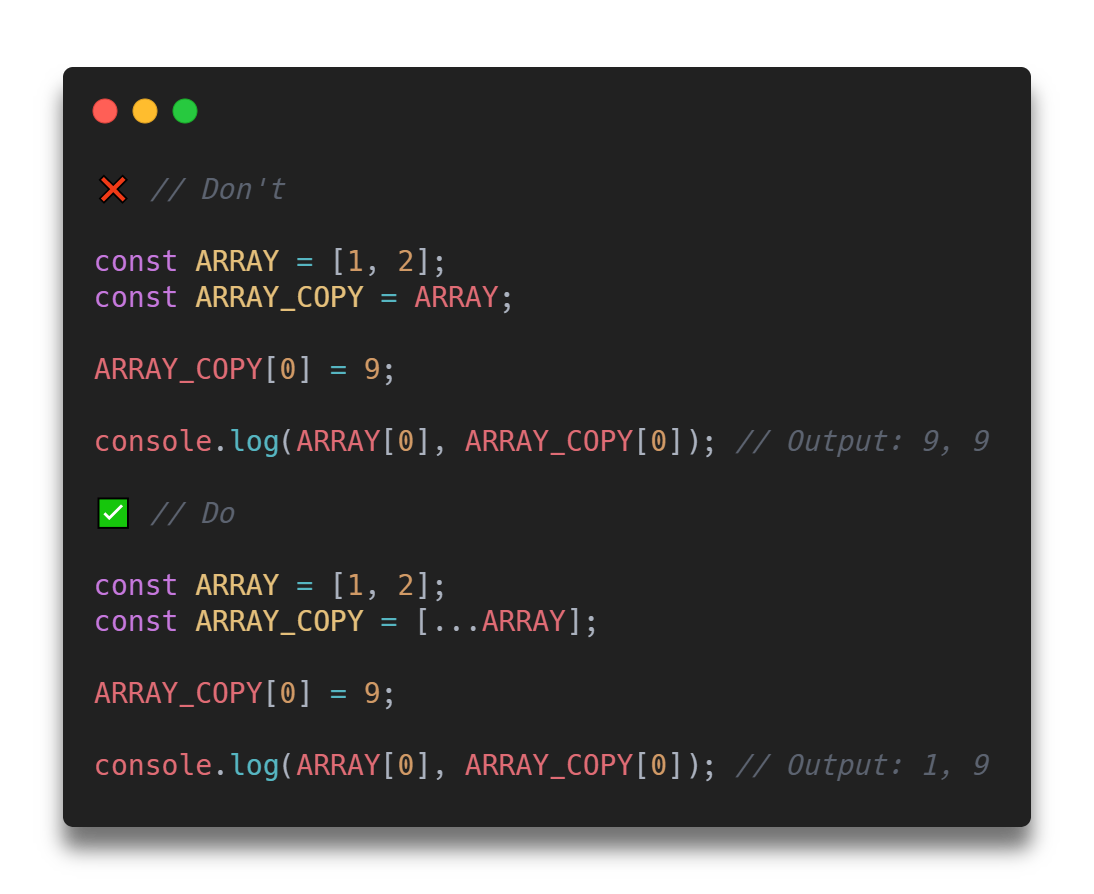 ❌ // Don't
const ARRAY = [1, 2];
const ARRAY_COPY = ARRAY;
ARRAY_COPY[0] = 9;
console.log(ARRAY[0], ARRAY_COPY[0]); // Output: 9, 9
✅ // Do
const ARRAY = [1, 2];
const ARRAY_COPY = [...ARRAY];
ARRAY_COPY[0] = 9;
console.log(ARRAY[0], ARRAY_COPY[0]); // Output: 1, 9